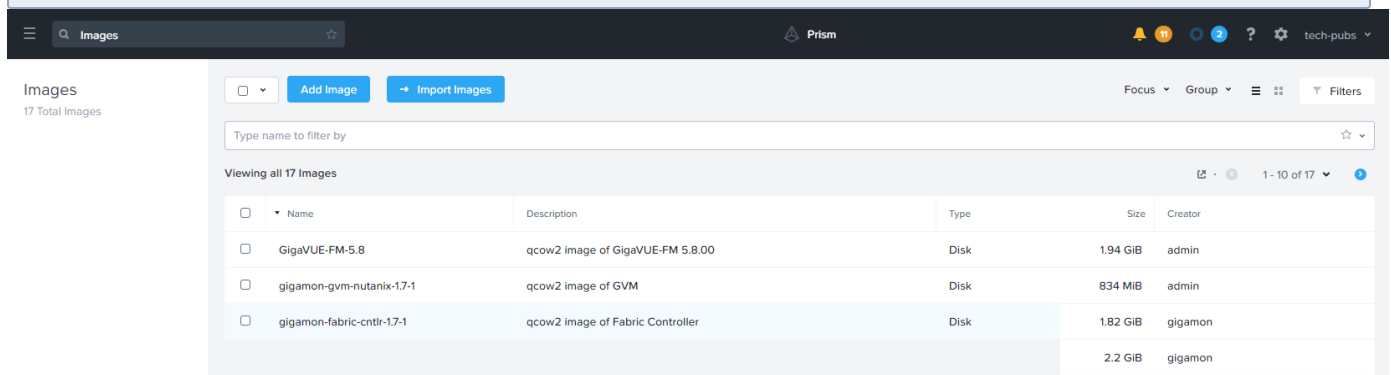 Images
Prism
11
2
?
tech-pubs
Images
17 Total Images
Add Image
Import Images
Focus
Group
Filters
Type name to filter by
Viewing all 17 Images
1 - 10 of 17
Name Description Type Size Creator
GigaVUE-FM-5.8 qcow2 image of GigaVUE-FM 5.8.00 Disk 1.94 GiB admin
gigamon-gvm-nutanix-1.7-1 qcow2 image of GVM Disk 834 MiB admin
gigamon-fabric-cntlr-1.7-1 qcow2 image of Fabric Controller Disk 1.82 GiB gigamon
2.2 GiB gigamon